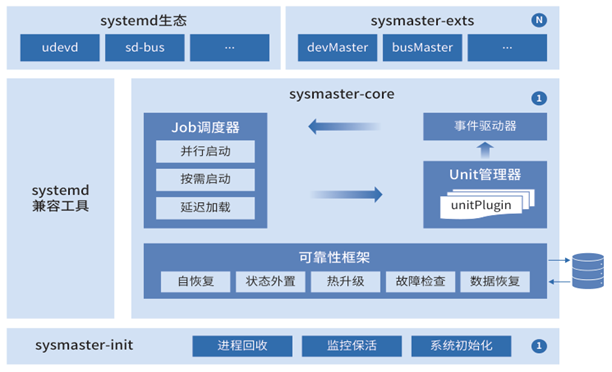 systemd生态
udevd
sd-bus
...
sysmaster-exts
N
devMaster
busMaster
...
systemd
兼容工具
sysmaster-core
1
Job调度器
并行启动
按需启动
延迟加载
事件驱动器
Unit管理器
unitPlugin
可靠性框架
自恢复
状态外置
热升级
故障检查
数据恢复
sysmaster-init
进程回收
监控保活
系统初始化
1